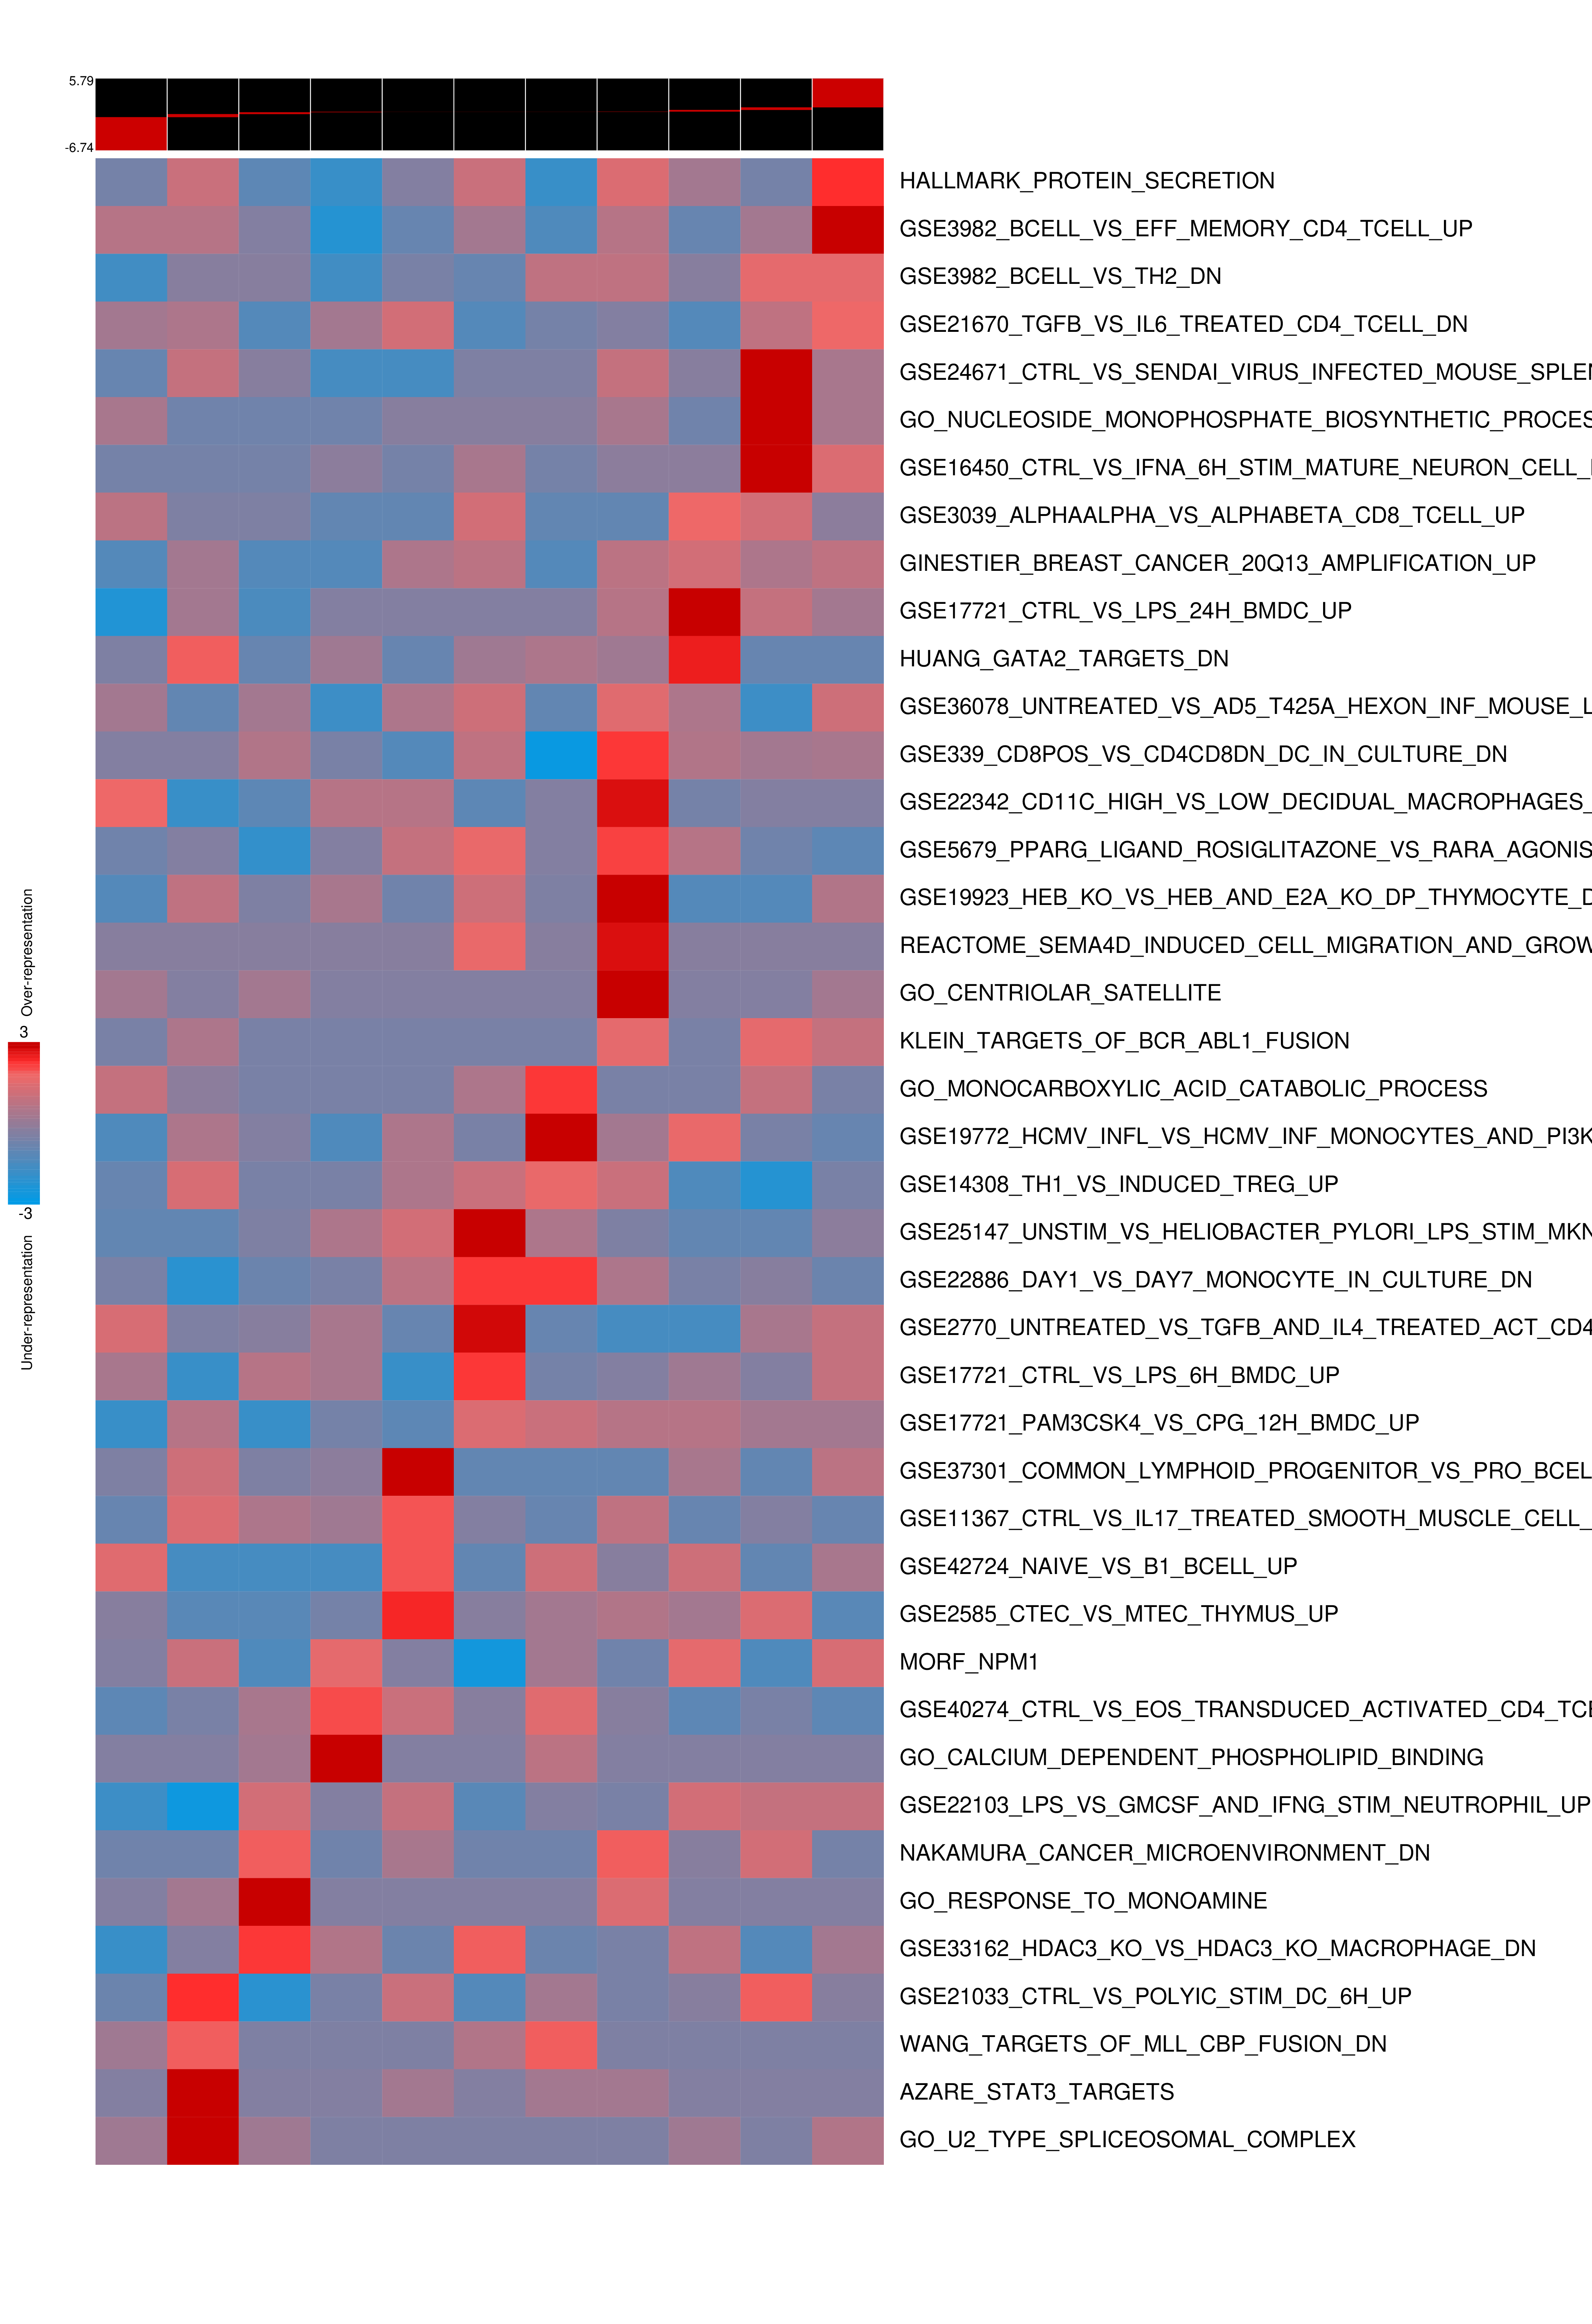 5.79
-6.74
HALLMARK_PROTEIN_SECRETION
GSE3982_BCELL_VS_EFF_MEMORY_CD4_TCELL_UP
GSE3982_BCELL_VS_TH2_DN
GSE21670_TGFB_VS_IL6_TREATED_CD4_TCELL_DN
GSE24671_CTRL_VS_SENDAI_VIRUS_INFECTED_MOUSE_SPLEN
GO_NUCLEOSIDE_MONOPHOSPHATE_BIOSYNTHETIC_PROCES
GSE16450_CTRL_VS_IFNA_6H_STIM_MATURE_NEURON_CELL_
GSE3039_ALPHAALPHA_VS_ALPHABETA_CD8_TCELL_UP
GINESTIER_BREAST_CANCER_20Q13_AMPLIFICATION_UP
GSE17721_CTRL_VS_LPS_24H_BMDC_UP
HUANG_GATA2_TARGETS_DN
GSE36078_UNTREATED_VS_AD5_T425A_HEXON_INF_MOUSE_L
GSE339_CD8POS_VS_CD4CD8DN_DC_IN_CULTURE_DN
GSE22342_CD11C_HIGH_VS_LOW_DECIDUAL_MACROPHAGES_
GSE5679_PPARG_LIGAND_ROSIGLITAZONE_VS_RARA_AGONIS
GSE19923_HEB_KO_VS_HEB_AND_E2A_KO_DP_THYMOCYTE_D
REACTOME_SEMA4D_INDUCED_CELL_MIGRATION_AND_GROW
GO_CENTRIOLAR_SATELLITE
KLEIN_TARGETS_OF_BCR_ABL1_FUSION
GO_MONOCARBOXYLIC_ACID_CATABOLIC_PROCESS
GSE19772_HCMV_INFL_VS_HCMV_INF_MONOCYTES_AND_PI3K
GSE14308_TH1_VS_INDUCED_TREG_UP
GSE25147_UNSTIM_VS_HELIOBACTER_PYLORI_LPS_STIM_MKN
GSE22886_DAY1_VS_DAY7_MONOCYTE_IN_CULTURE_DN
GSE2770_UNTREATED_VS_TGFB_AND_IL4_TREATED_ACT_CD4
GSE17721_CTRL_VS_LPS_6H_BMDC_UP
GSE17721_PAM3CSK4_VS_CPG_12H_BMDC_UP
GSE37301_COMMON_LYMPHOID_PROGENITOR_VS_PRO_BCEL
GSE11367_CTRL_VS_IL17_TREATED_SMOOTH_MUSCLE_CELL_
GSE42724_NAIVE_VS_B1_BCELL_UP
GSE2585_CTEC_VS_MTEC_THYMUS_UP
MORF_NPM1
GSE40274_CTRL_VS_EOS_TRANSDUCED_ACTIVATED_CD4_TCE
GO_CALCIUM_DEPENDENT_PHOSPHOLIPID_BINDING
GSE22103_LPS_VS_GMCSF_AND_IFNG_STIM_NEUTROPHIL_UP
NAKAMURA_CANCER_MICROENVIRONMENT_DN
GO_RESPONSE_TO_MONOAMINE
GSE33162_HDAC3_KO_VS_HDAC3_KO_MACROPHAGE_DN
GSE21033_CTRL_VS_POLYIC_STIM_DC_6H_UP
WANG_TARGETS_OF_MLL_CBP_FUSION_DN
AZARE_STAT3_TARGETS
GO_U2_TYPE_SPLICEOSOMAL_COMPLEX
Over-representation
3
-3
Under-representation